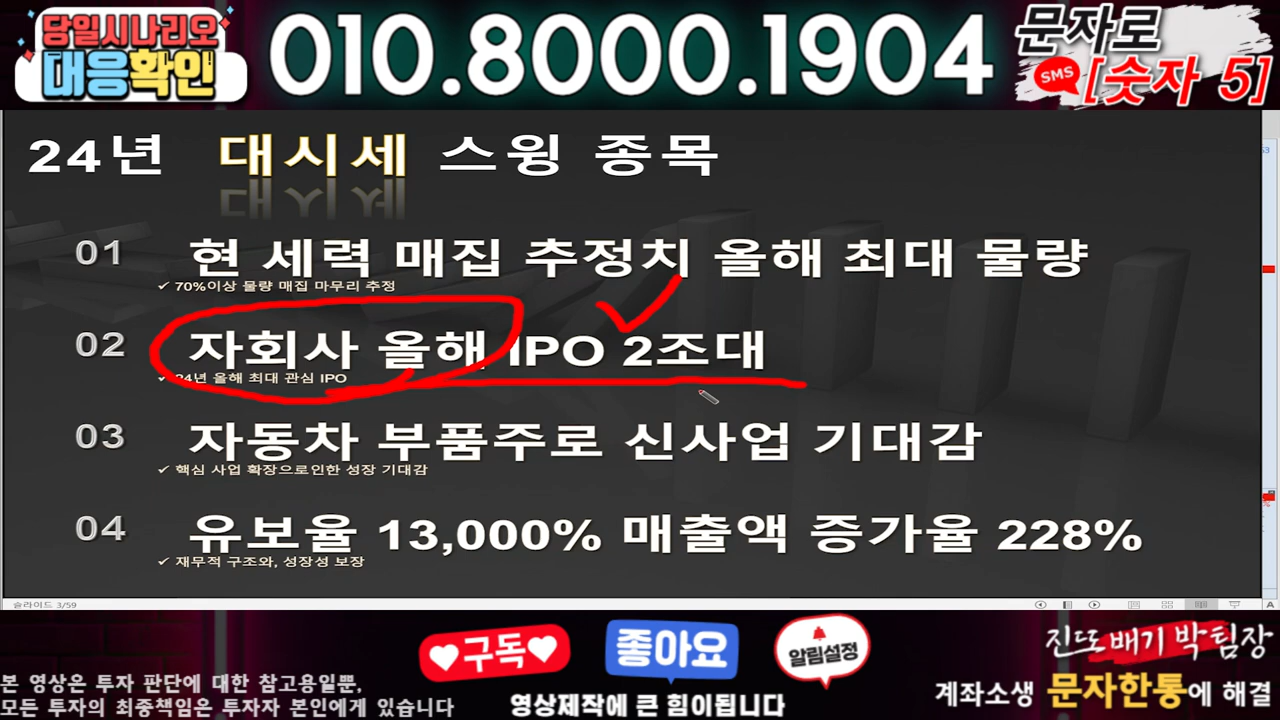 당일시나리오
대응확인
010.8000.1904
문자로
SMS
[숫자 5]
24년 대시세 스윙 종목
01 현 세력 매집 추정치 올해 최대 물량
✓ 70%이상 물량 매집 마무리 추정
02 자회사 올해 IPO 2조대
✓ 24년 올해 최대 관심 IPO
03 자동차 부품주로 신사업 기대감
✓ 핵심 사업 확장으로인한 성장 기대감
04 유보율 13,000% 매출액 증가율 228%
✓ 재무적 구조와, 성장성 보장
슬라이드 3/59
구독
좋아요
알림설정
영상제작에 큰 힘이됩니다
본 영상은 투자 판단에 대한 참고용일뿐,
모든 투자의 최종책임은 투자자 본인에게 있습니다
진또배기 박팀장
계좌소생 문자한통에 해결